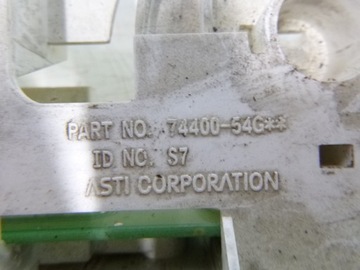 PART NO. 74400-54G**
ID NO. S7
ASTI CORPORATION